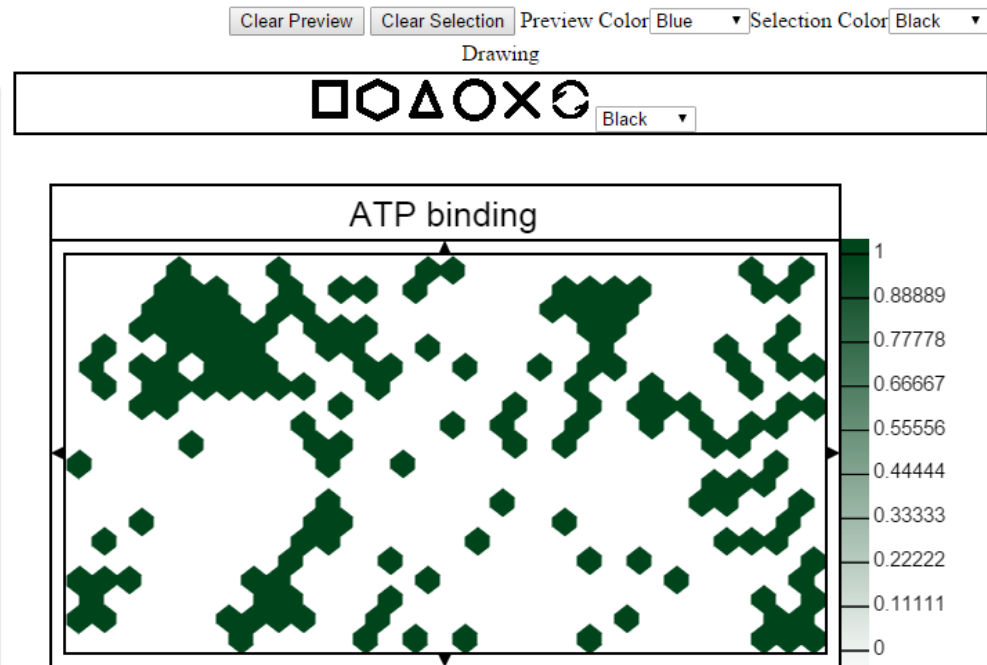 Clear Preview Clear Selection Preview Color Blue Selection Color Black
Drawing
Black
ATP binding
1
0.88889
0.77778
0.66667
0.55556
0.44444
0.33333
0.22222
0.11111
0